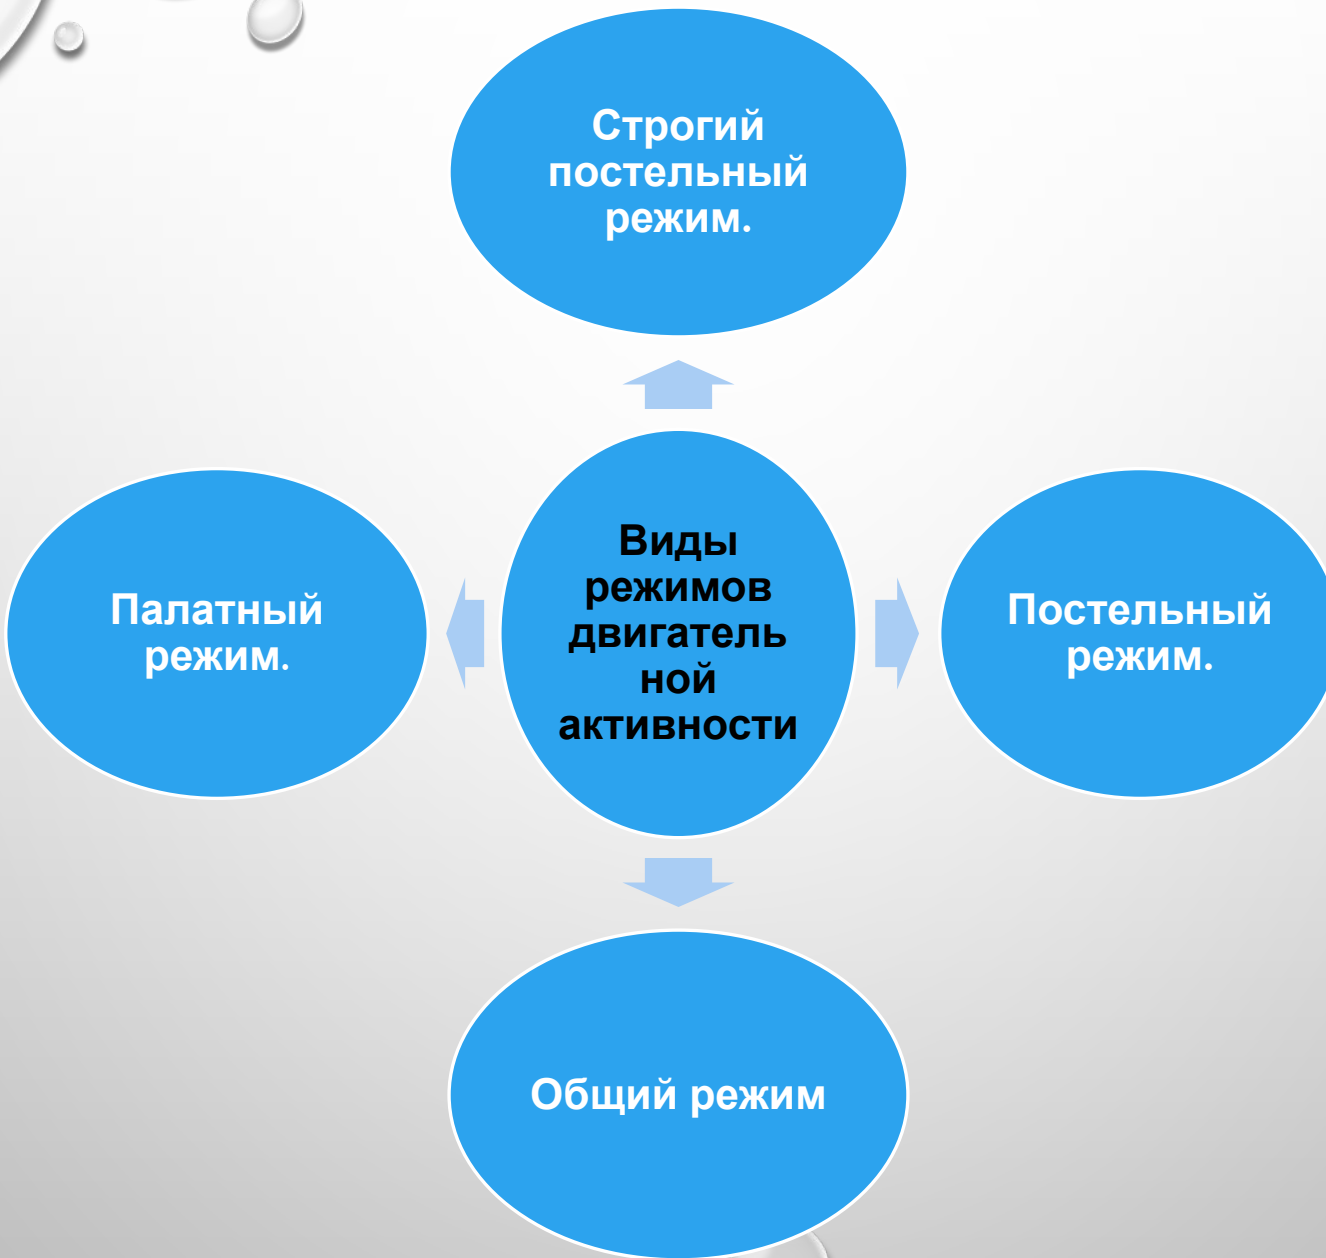 Строгий
постельный
режим.
Виды
режимов
двигатель
ной
активности
Палатный
режим.
Постельный
режим.
Общий режим